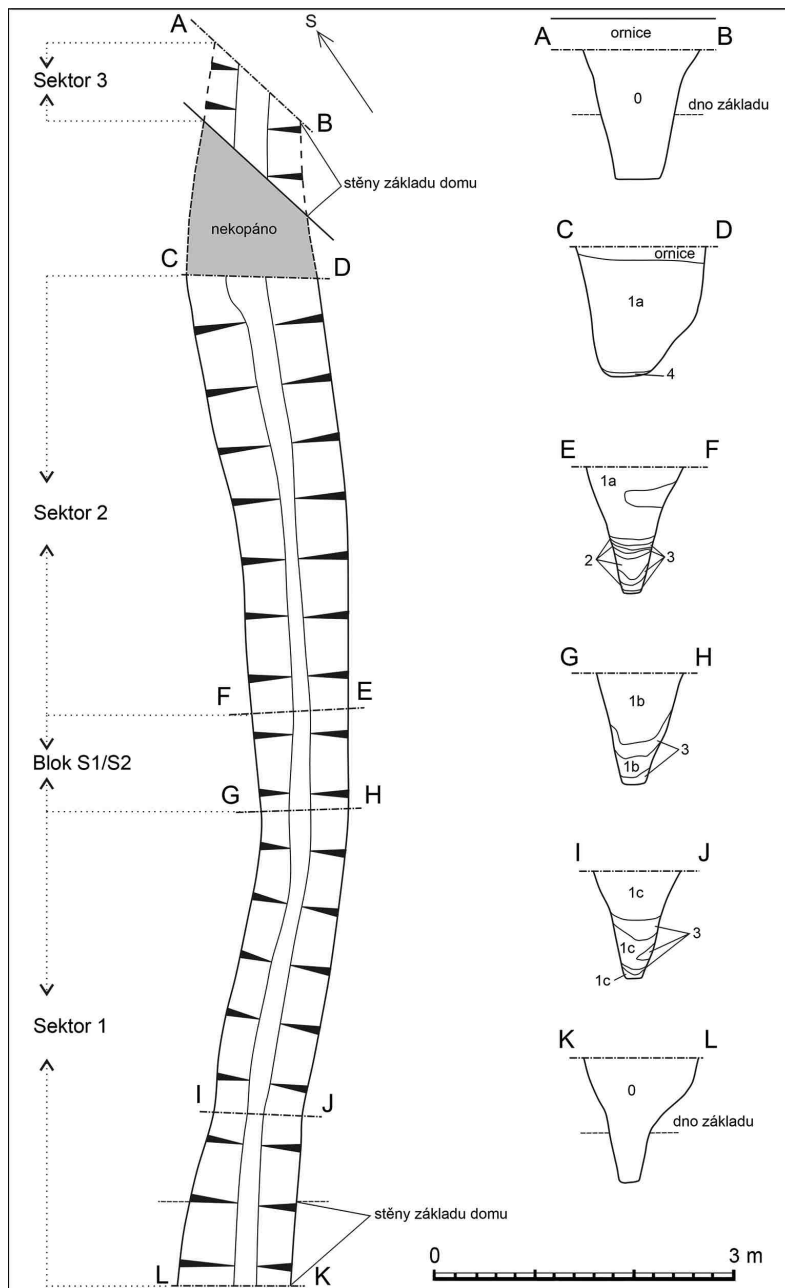 A
S
Sektor 3
B
stěny základu domu
nekopáno
C
D
Sektor 2
F
E
Blok S1/S2
G
H
Sektor 1
I
J
stěny základu domu
L
K
A
ornice
B
0
dno základu
C
D
ornice
1a
4
E
F
1a
2
3
G
H
1b
3
1b
I
J
1c
3
1c
1c
K
L
0
dno základu
0
3 m